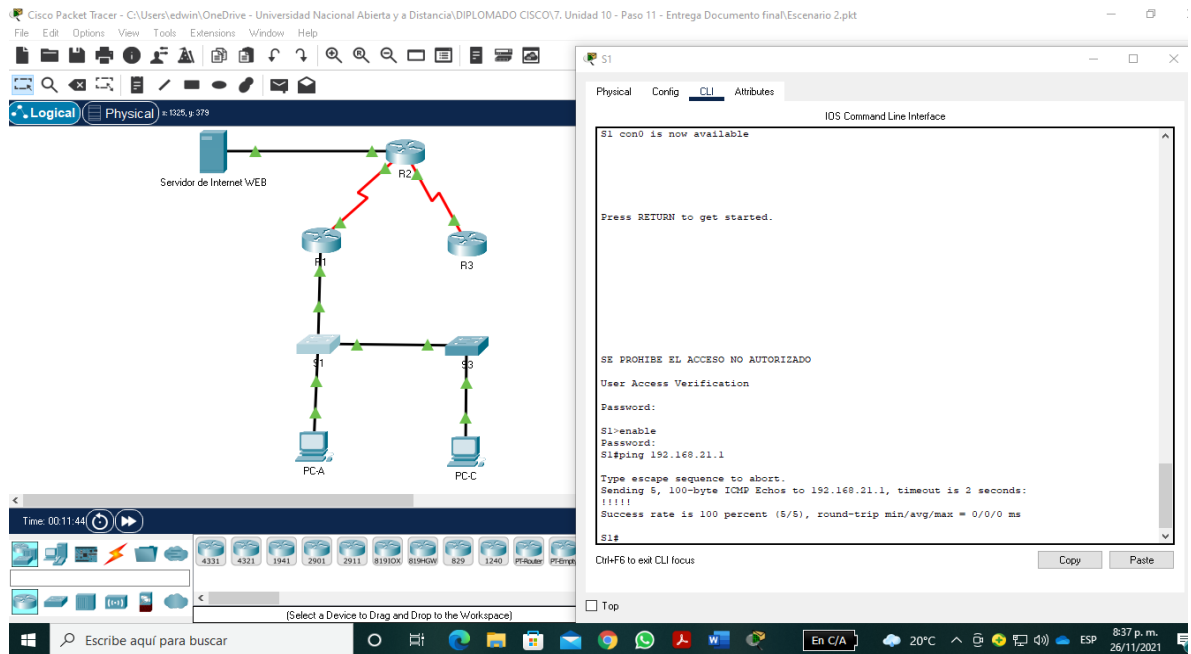 Cisco Packet Tracer - C:\Users\edwin\OneDrive - Universidad Nacional Abierta y a Distancia\DIPLOMADO CISCO\7. Unidad 10 - Paso 11 - Entrega Documento final\Escenario 2.pkt
File Edit Options View Tools Extensions Window Help
Logical Physical x: 1325, y: 379
Servidor de Internet WEB
R2
R1
R3
S1
S3
PC-A
PC-C
Time: 00:11:44
4331 4321 1941 2901 2911 819IOX 819HGW 829 1240 PT-Router PT-Empty
(Select a Device to Drag and Drop to the Workspace)
S1
Physical Config CLI Attributes
IOS Command Line Interface
S1 con0 is now available
Press RETURN to get started.
SE PROHIBE EL ACCESO NO AUTORIZADO
User Access Verification
Password:
S1>enable
Password:
S1#ping 192.168.21.1
Type escape sequence to abort.
Sending 5, 100-byte ICMP Echos to 192.168.21.1, timeout is 2 seconds:
!!!!!
Success rate is 100 percent (5/5), round-trip min/avg/max = 0/0/0 ms
S1#
Ctrl+F6 to exit CLI focus
Copy Paste
Top
Escribe aquí para buscar
En C/A
20°C
ESP
8:37 p. m.
26/11/2021